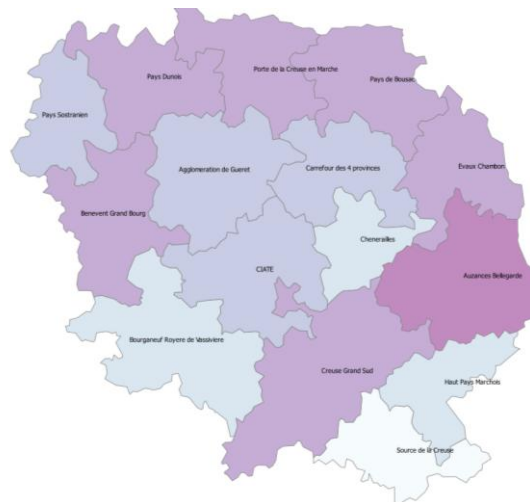 Porte de la Creuse en Marche
Pays Dunois
Pays de Boussac
Pays Sostranien
Evaux Chambon
Agglomeration de Gueret
Carrefour des 4 provinces
Benevent Grand Bourg
Chenerailles
CIATE
Auzances Bellegarde
Bourganeuf Royere de Vassiviere
Creuse Grand Sud
Haut Pays Marchois
Source de la Creuse